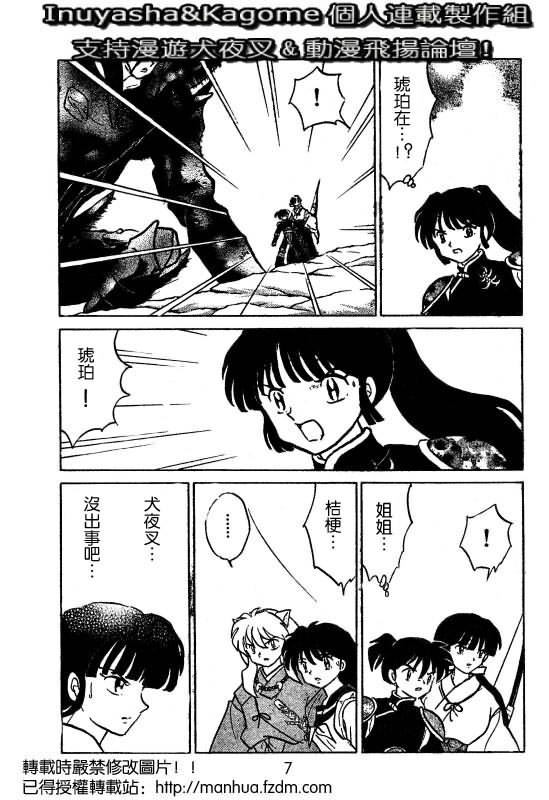 Inuyasha&Kagome 個人連載製作組
支持漫遊犬夜叉 & 動漫飛揚論壇!
琥珀
在…?!
!
琥珀!
!
姐姐…
桔梗…
……
犬夜叉…
沒出事吧…
7
轉載時嚴禁修改圖片!!
已得授權轉載站:http://manhua.fzdm.com